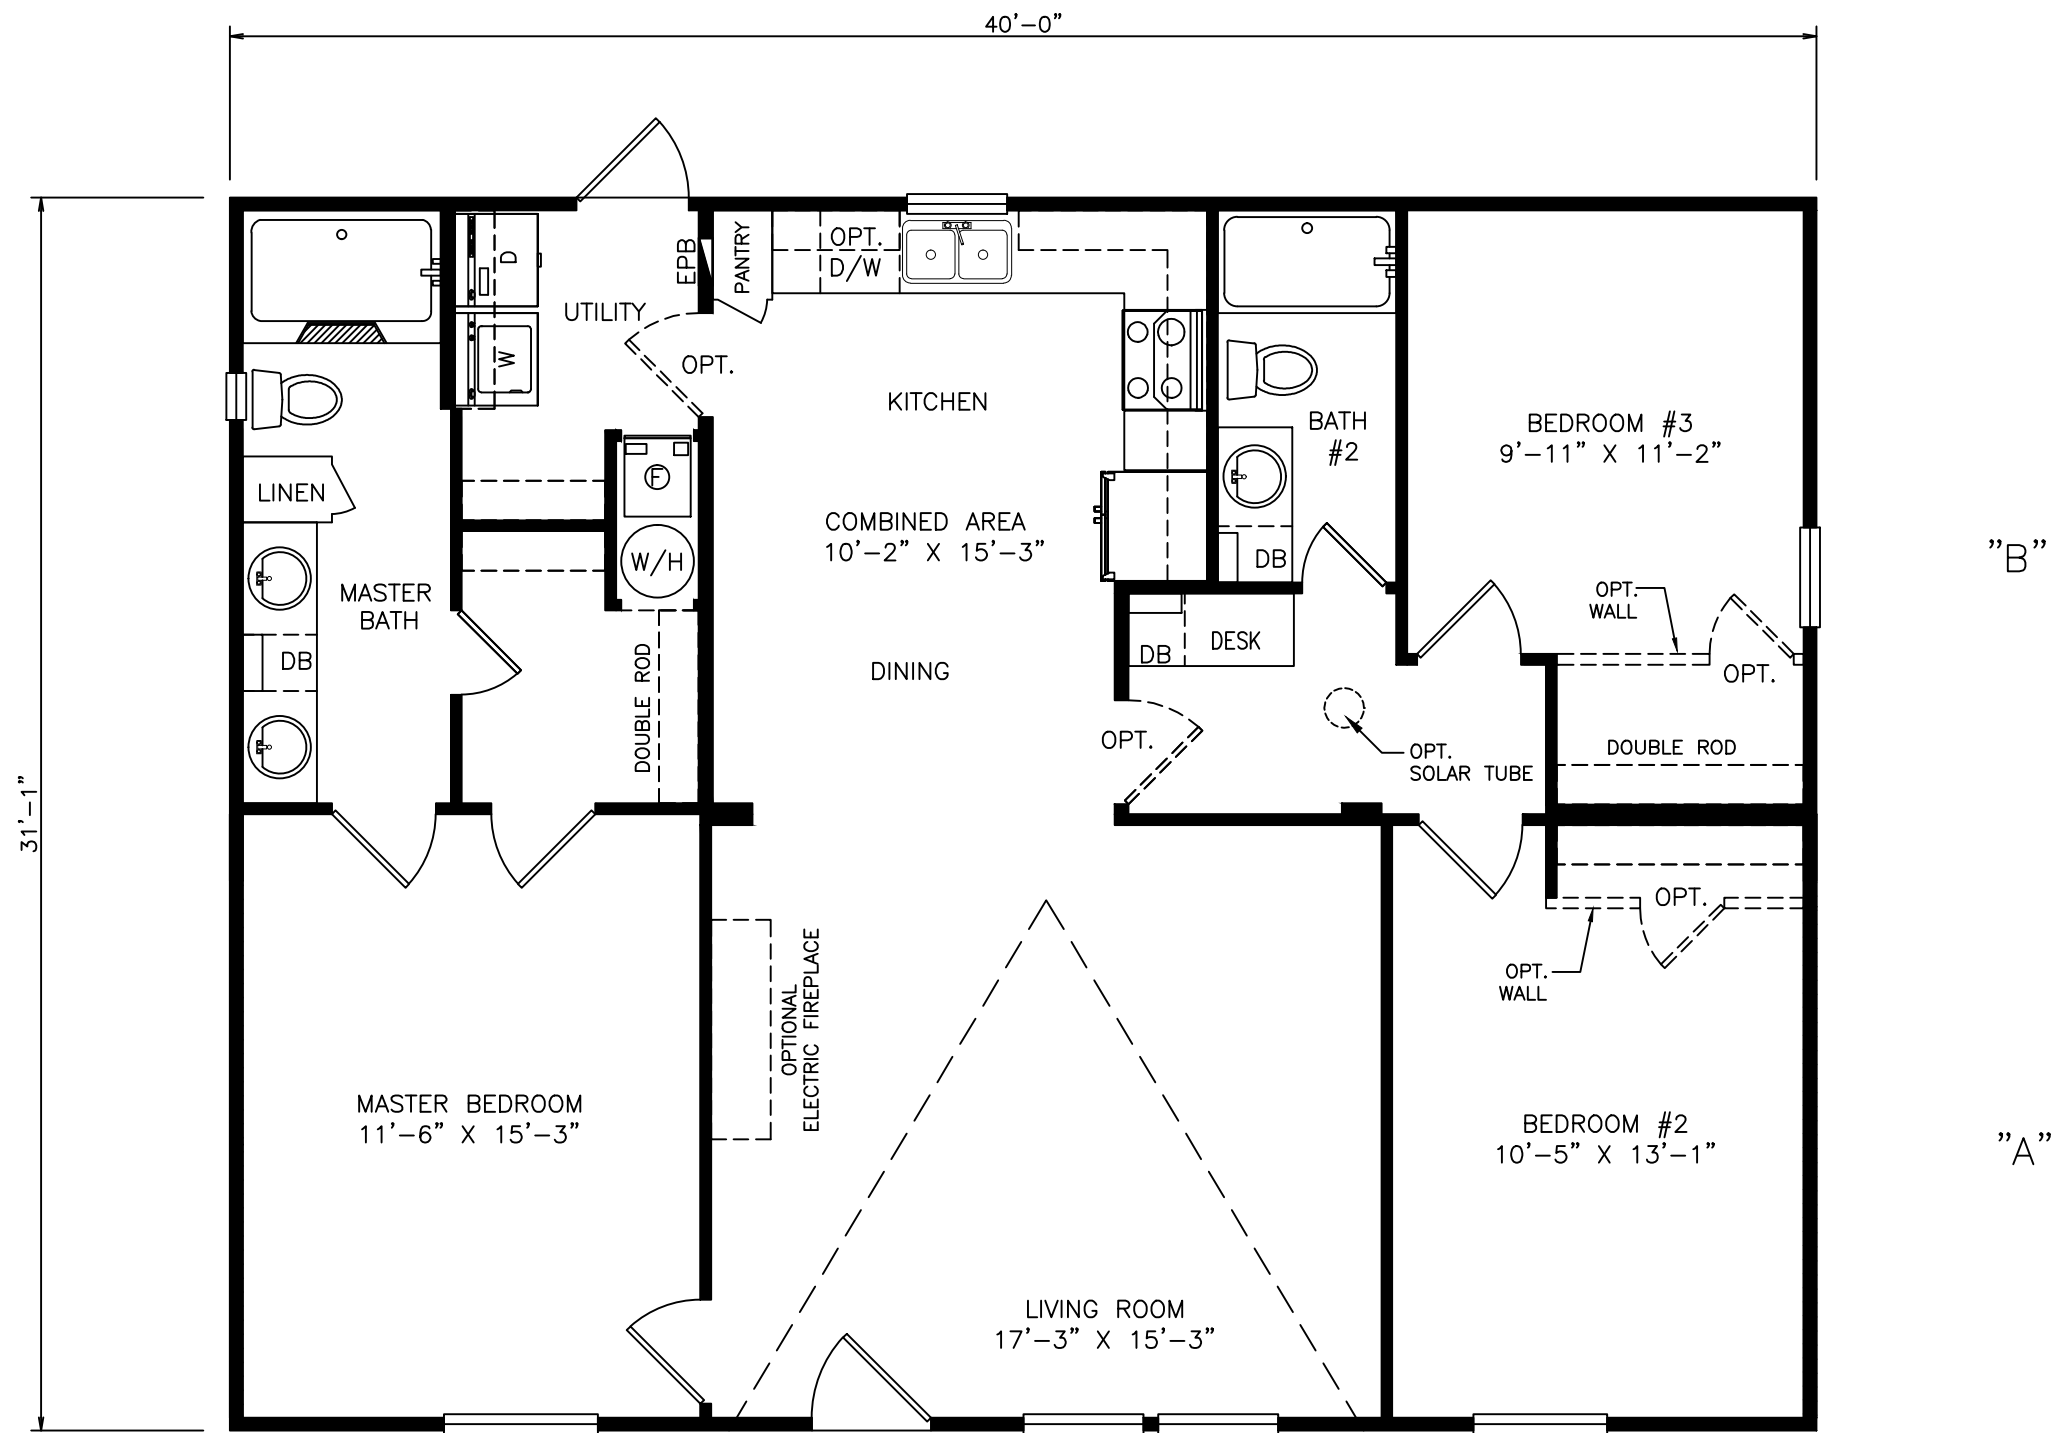 40'-0"
31'-1"
D
W
UTILITY
EPB
PANTRY
OPT.
D/W
OPT.
KITCHEN
BATH
#2
BEDROOM #3
9'-11" X 11'-2"
LINEN
F
W/H
COMBINED AREA
10'-2" X 15'-3"
DB
"B"
MASTER
BATH
DB
DOUBLE ROD
DINING
DB
DESK
OPT.
WALL
OPT.
OPT.
OPT.
SOLAR TUBE
DOUBLE ROD
OPT.
OPT.
WALL
OPTIONAL
ELECTRIC FIREPLACE
MASTER BEDROOM
11'-6" X 15'-3"
BEDROOM #2
10'-5" X 13'-1"
"A"
LIVING ROOM
17'-3" X 15'-3"